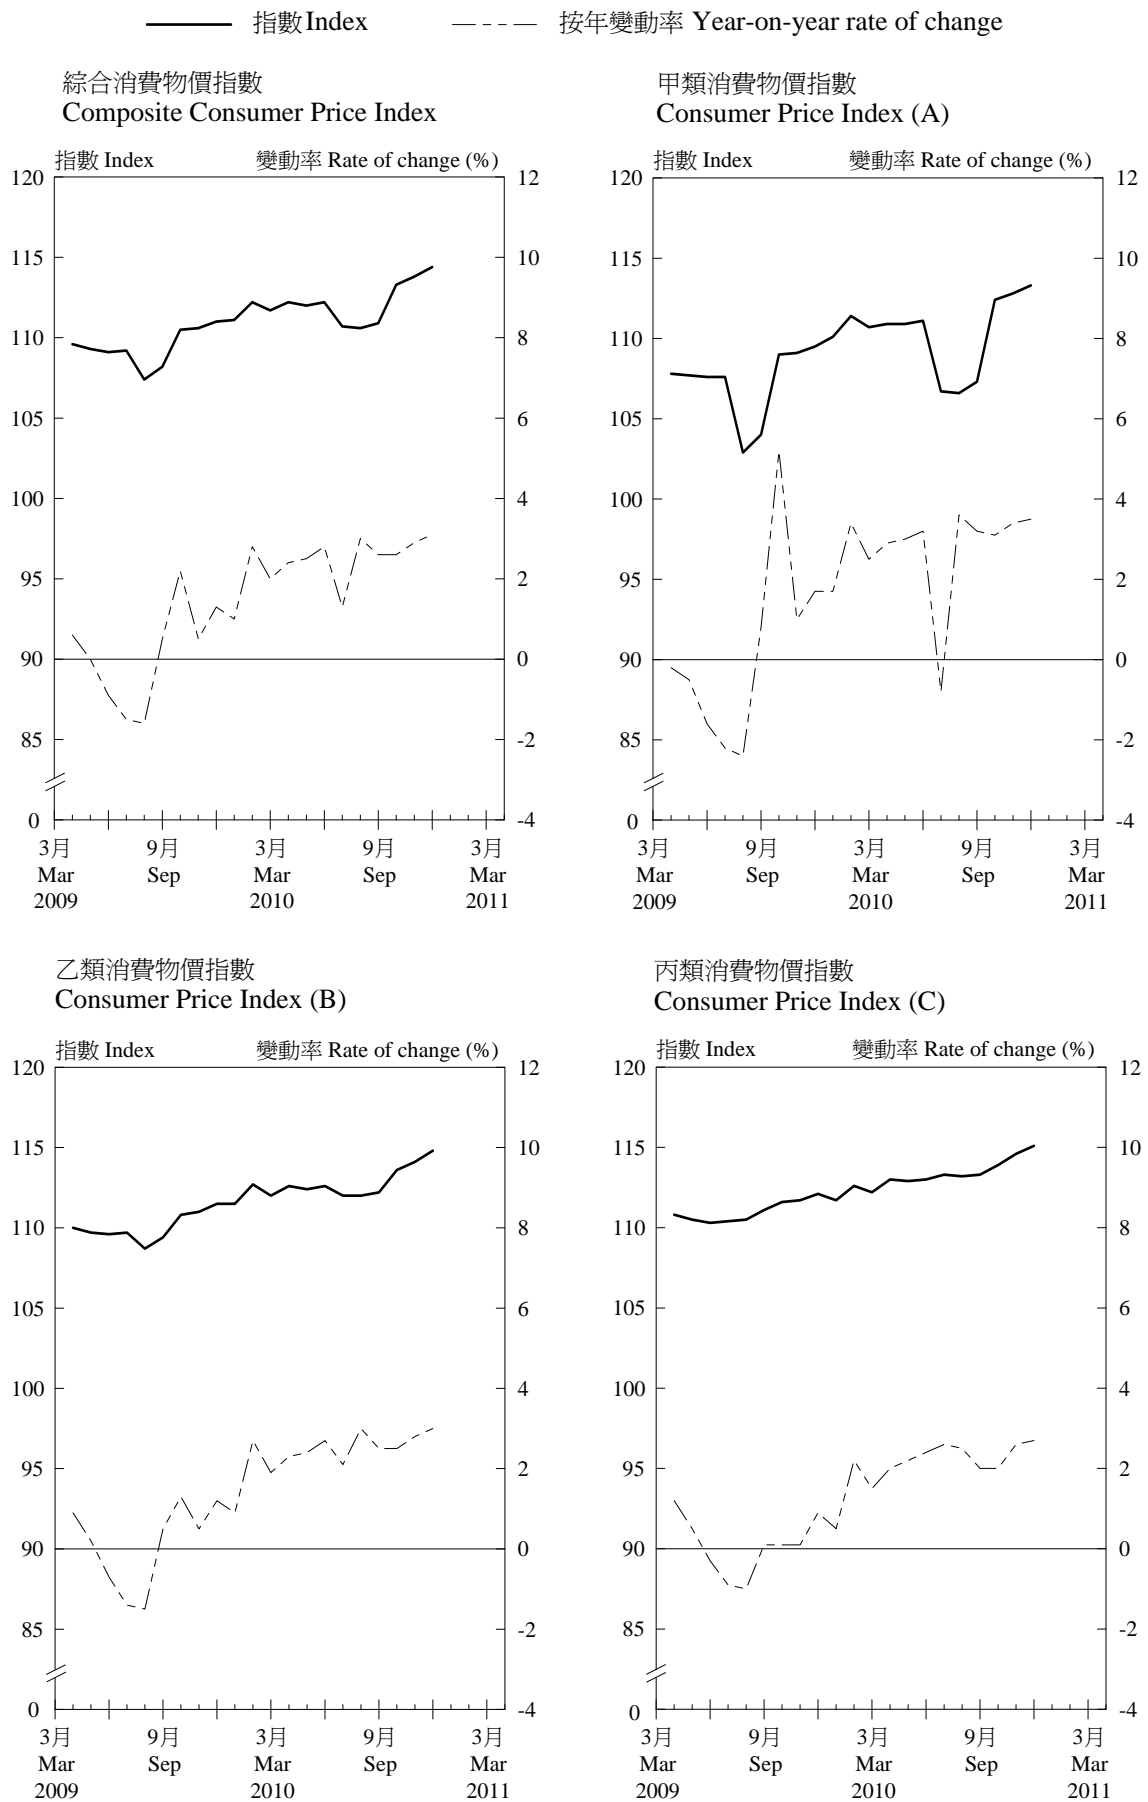 指數 Index 按年變動率 Year-on-year rate of change
綜合消費物價指數
Composite Consumer Price Index
指數 Index 變動率 Rate of change (%)
120 12
115 10
110 8
105 6
100 4
95 2
90 0
85 -2
0 -4
3月 9月 3月 9月 3月
Mar Sep Mar Sep Mar
2009 2010 2011
甲類消費物價指數
Consumer Price Index (A)
指數 Index 變動率 Rate of change (%)
120 12
115 10
110 8
105 6
100 4
95 2
90 0
85 -2
0 -4
3月 9月 3月 9月 3月
Mar Sep Mar Sep Mar
2009 2010 2011
乙類消費物價指數
Consumer Price Index (B)
指數 Index 變動率 Rate of change (%)
120 12
115 10
110 8
105 6
100 4
95 2
90 0
85 -2
0 -4
3月 9月 3月 9月 3月
Mar Sep Mar Sep Mar
2009 2010 2011
丙類消費物價指數
Consumer Price Index (C)
指數 Index 變動率 Rate of change (%)
120 12
115 10
110 8
105 6
100 4
95 2
90 0
85 -2
0 -4
3月 9月 3月 9月 3月
Mar Sep Mar Sep Mar
2009 2010 2011